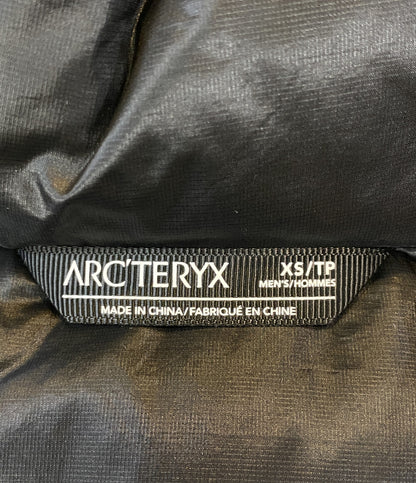 ARC'TERYX XS/TP
MEN'S/HOMMES
MADE IN CHINA/FABRIQUÉ EN CHINE